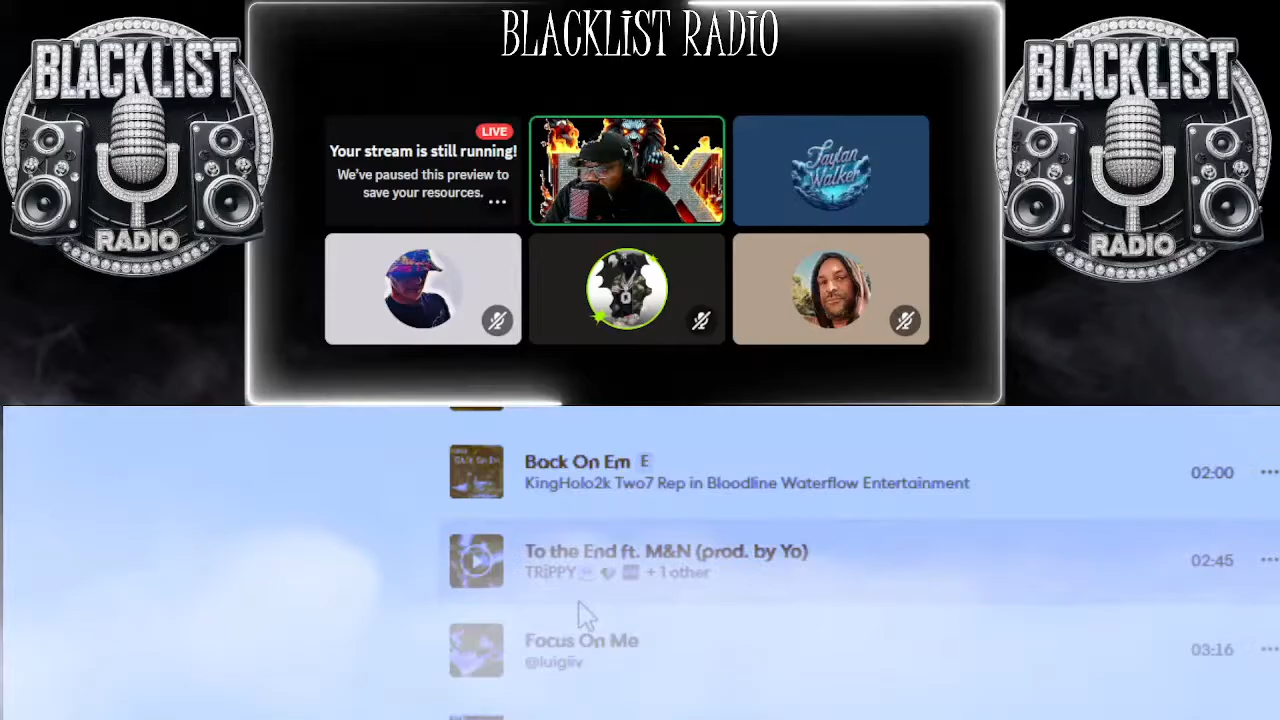 BLACKLIST RADIO
BLACKLIST
RADIO
BLACKLIST
RADIO
LIVE
Your stream is still running!
We've paused this preview to
save your resources.
Taylan
Walker
Back On Em E
KingHolo2k Two7 Rep in Bloodline Waterflow Entertainment
02:00
To the End ft. M&N (prod. by Yo)
TRiPPY + 1 other
02:45
Focus On Me
@luigiiv
03:16